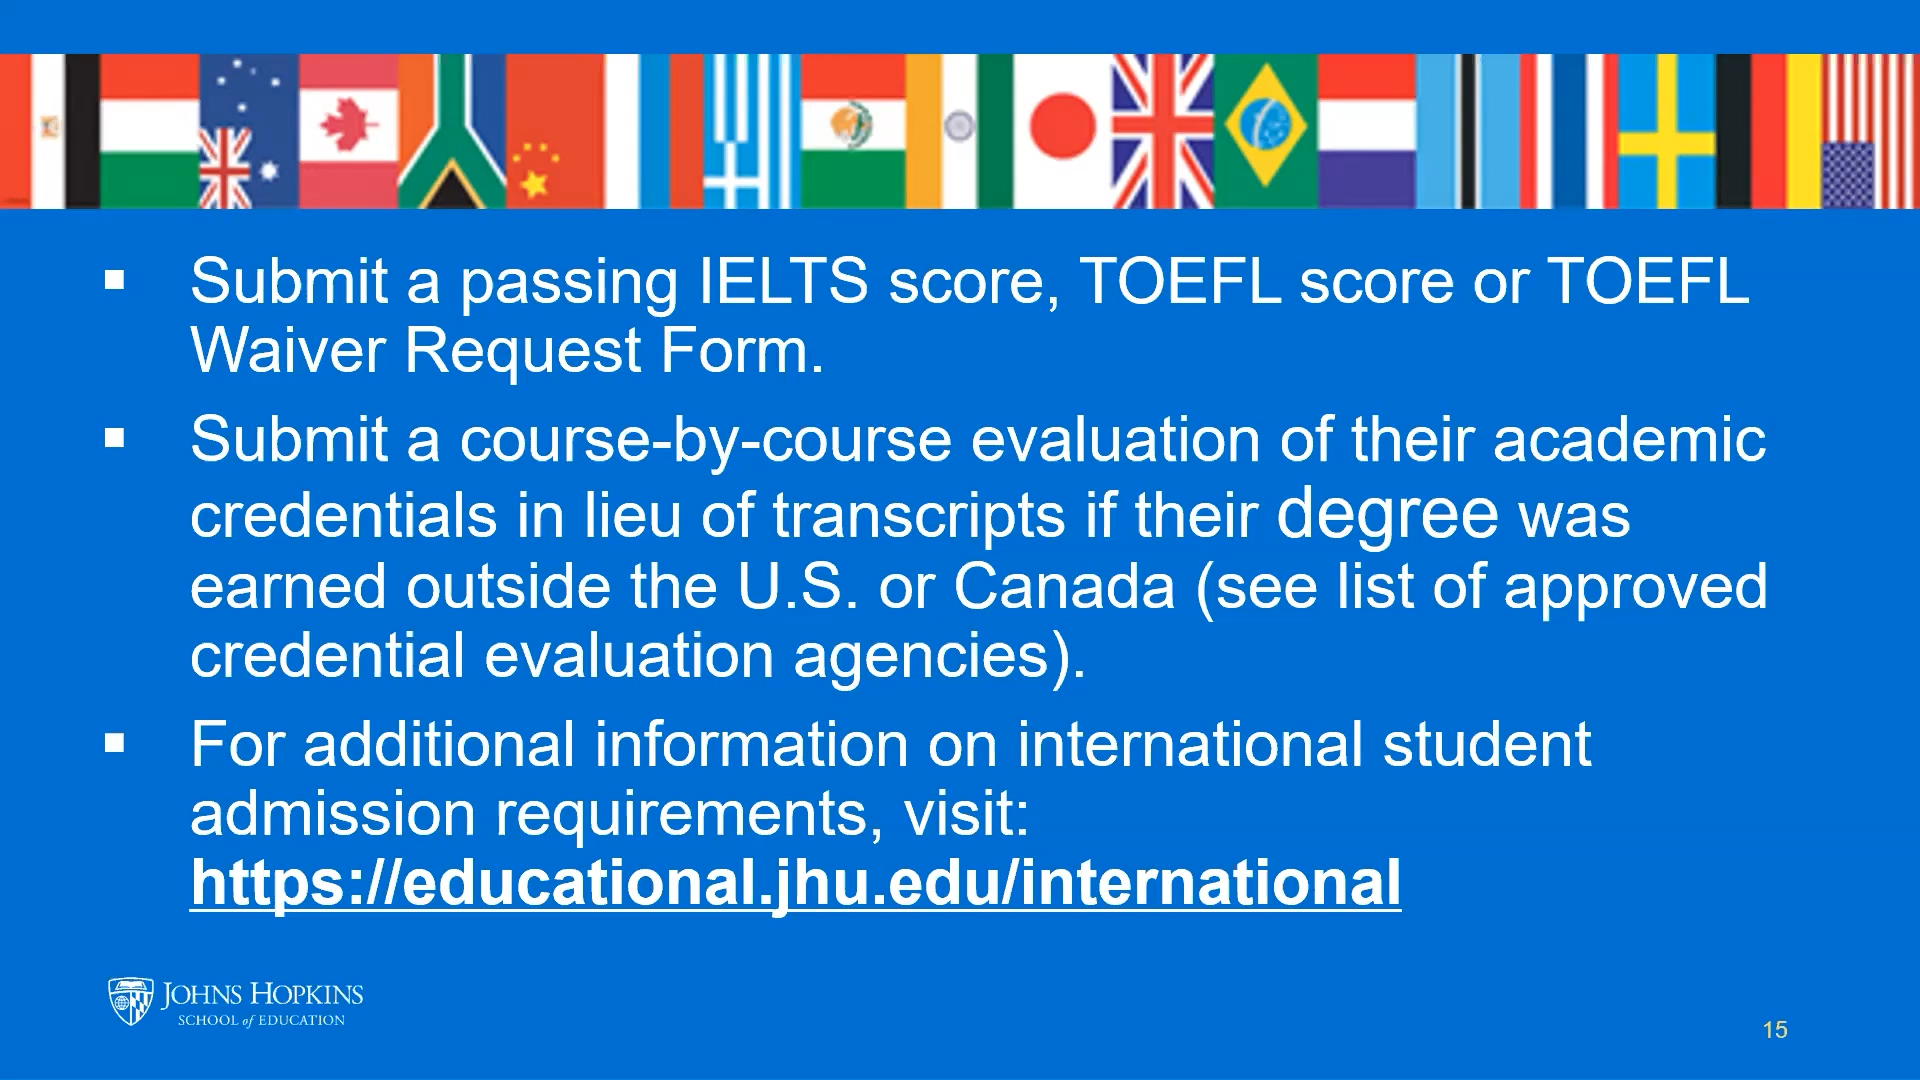 ▪ Submit a passing IELTS score, TOEFL score or TOEFL
Waiver Request Form.
▪ Submit a course-by-course evaluation of their academic
credentials in lieu of transcripts if their degree was
earned outside the U.S. or Canada (see list of approved
credential evaluation agencies).
▪ For additional information on international student
admission requirements, visit:
https://educational.jhu.edu/international
JOHNS HOPKINS
SCHOOL of EDUCATION
15